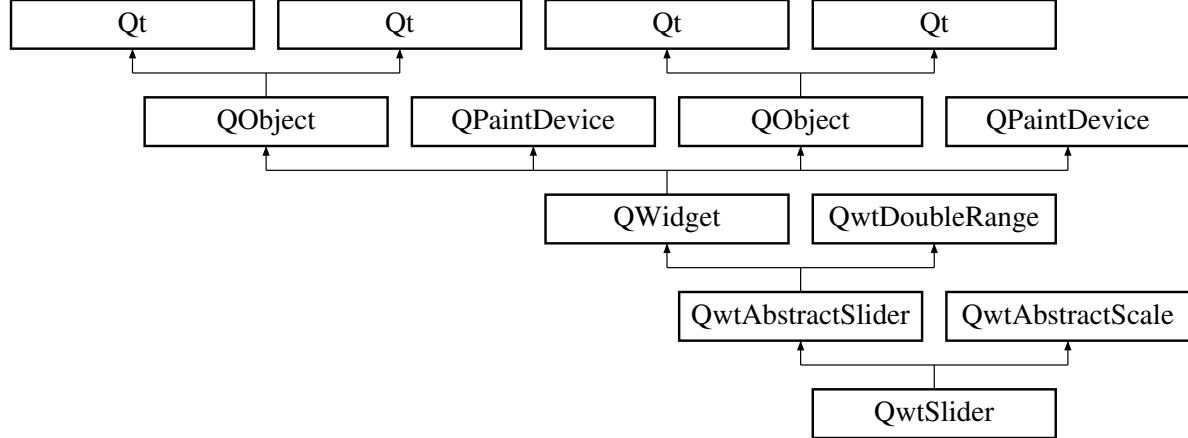 Qt Qt Qt Qt
QObject QPaintDevice QObject QPaintDevice
QWidget QwtDoubleRange
QwtAbstractSlider QwtAbstractScale
QwtSlider